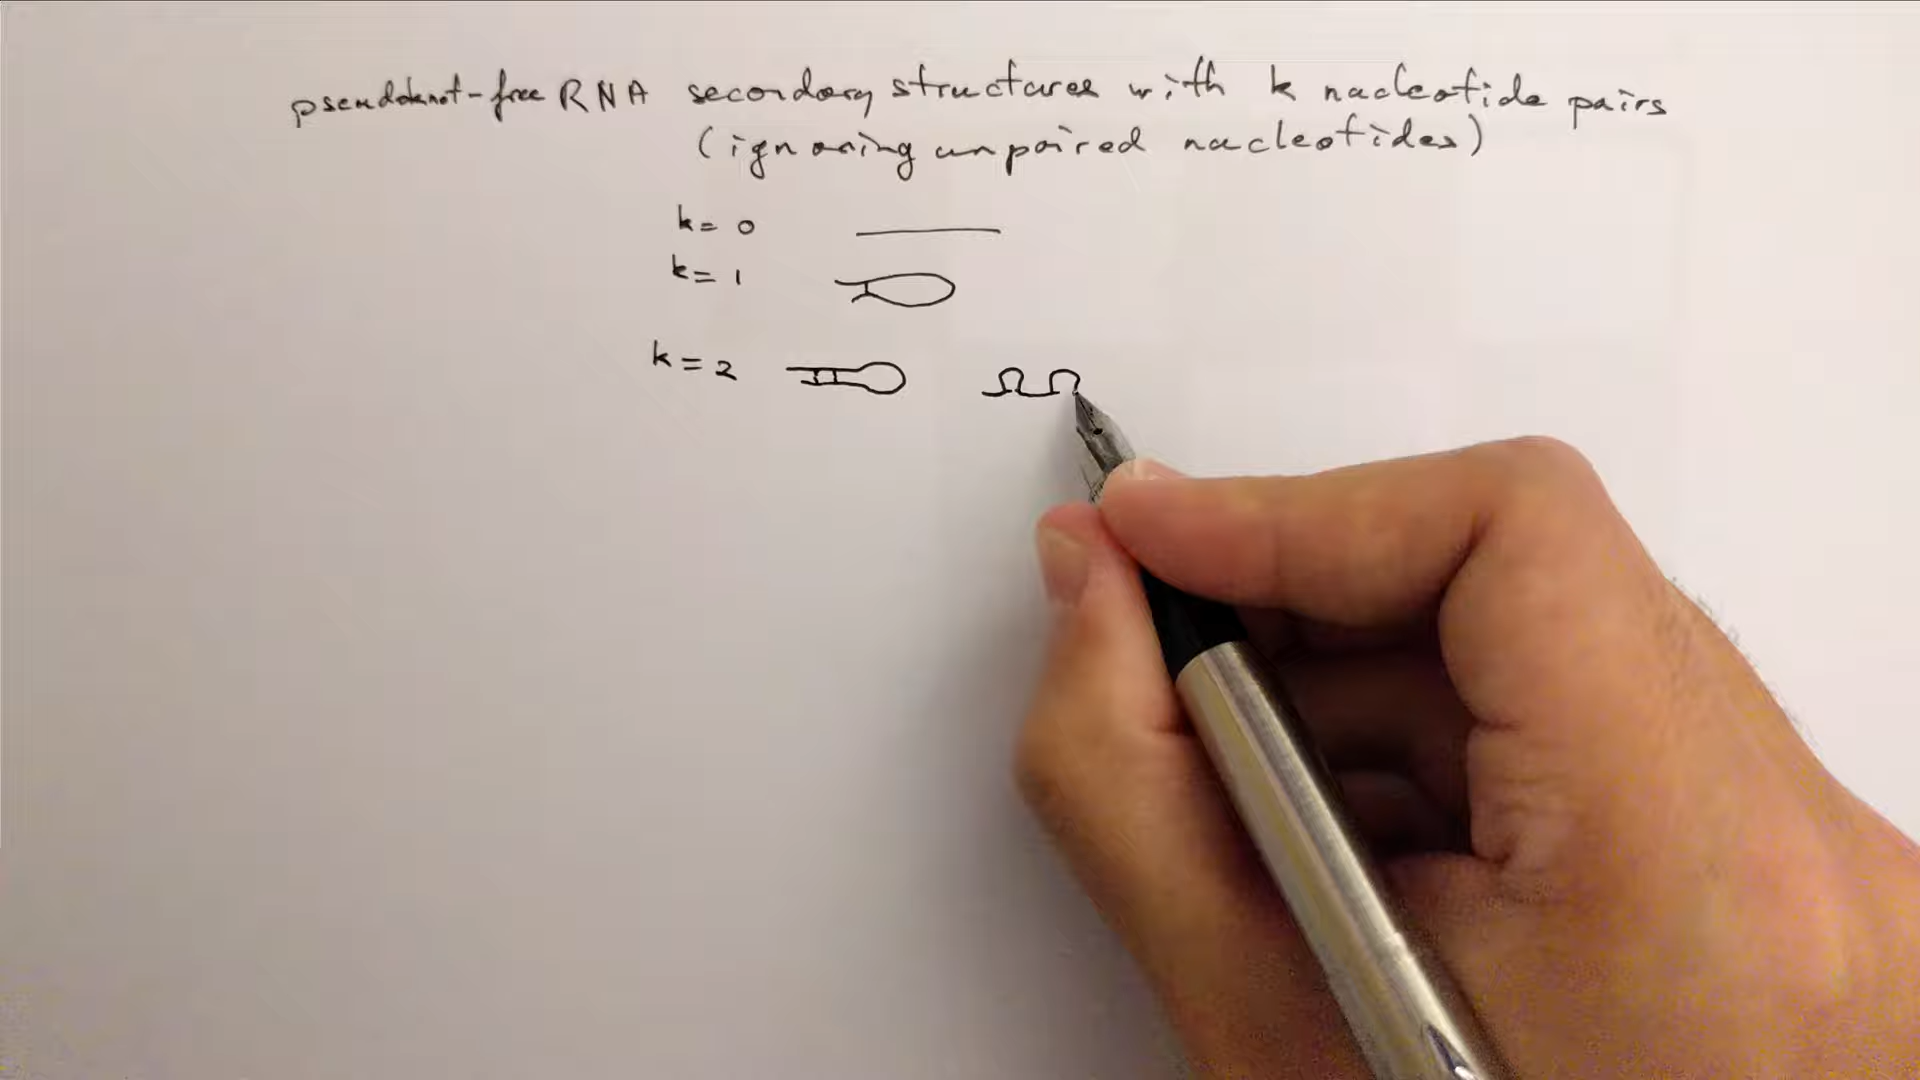 pseudoknot-free RNA secondary structures with k nucleotide pairs
(ignoring unpaired nucleotides)
k = 0
k = 1
k = 2